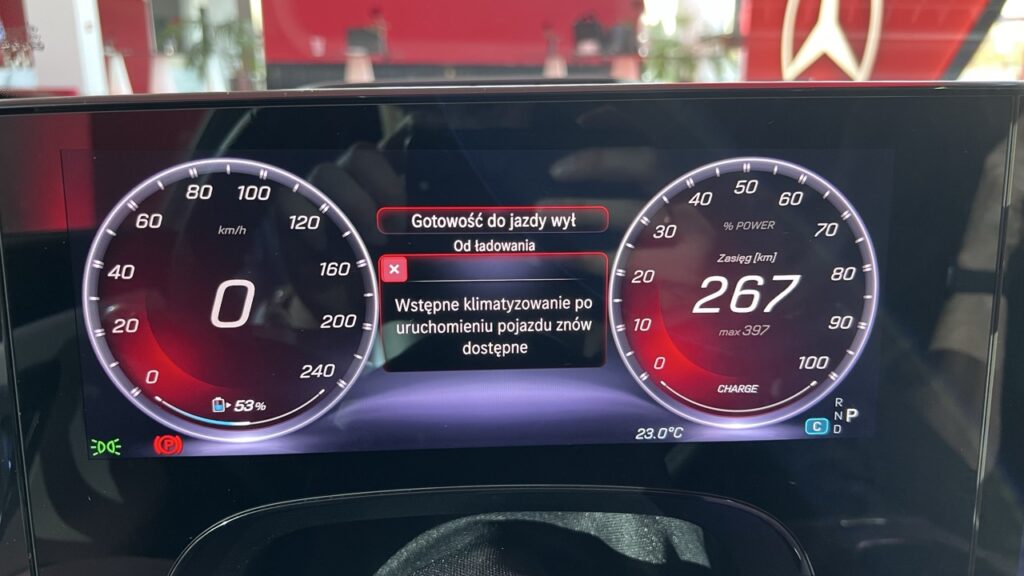 Gotowość do jazdy wył
Od ładowania
Wstępne klimatyzowanie po
uruchomieniu pojazdu znów
dostępne
0
20
40
60
80
100
120
160
200
240
km/h
0
53%
0
10
20
30
40
50
60
70
80
90
100
% POWER
Zasięg [km]
267
max 397
CHARGE
23.0°C
C
R
N
D
P